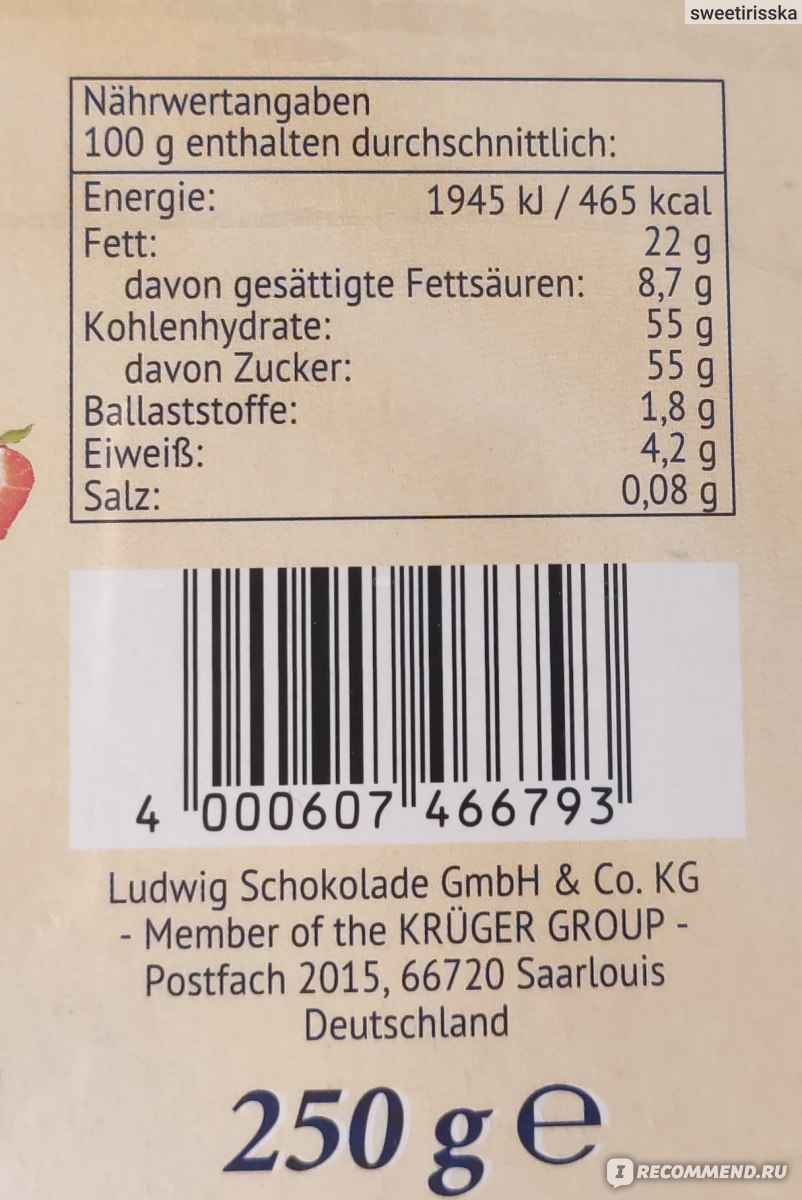 sweetirisska
Nährwertangaben
100 g enthalten durchschnittlich:
Energie: 1945 kJ / 465 kcal
Fett: 22 g
davon gesättigte Fettsäuren: 8,7 g
Kohlenhydrate: 55 g
davon Zucker: 55 g
Ballaststoffe: 1,8 g
Eiweiß: 4,2 g
Salz: 0,08 g
4 000607 466793
Ludwig Schokolade GmbH & Co. KG
- Member of the KRÜGER GROUP -
Postfach 2015, 66720 Saarlouis
Deutschland
250 g ℮
I RECOMMEND.RU